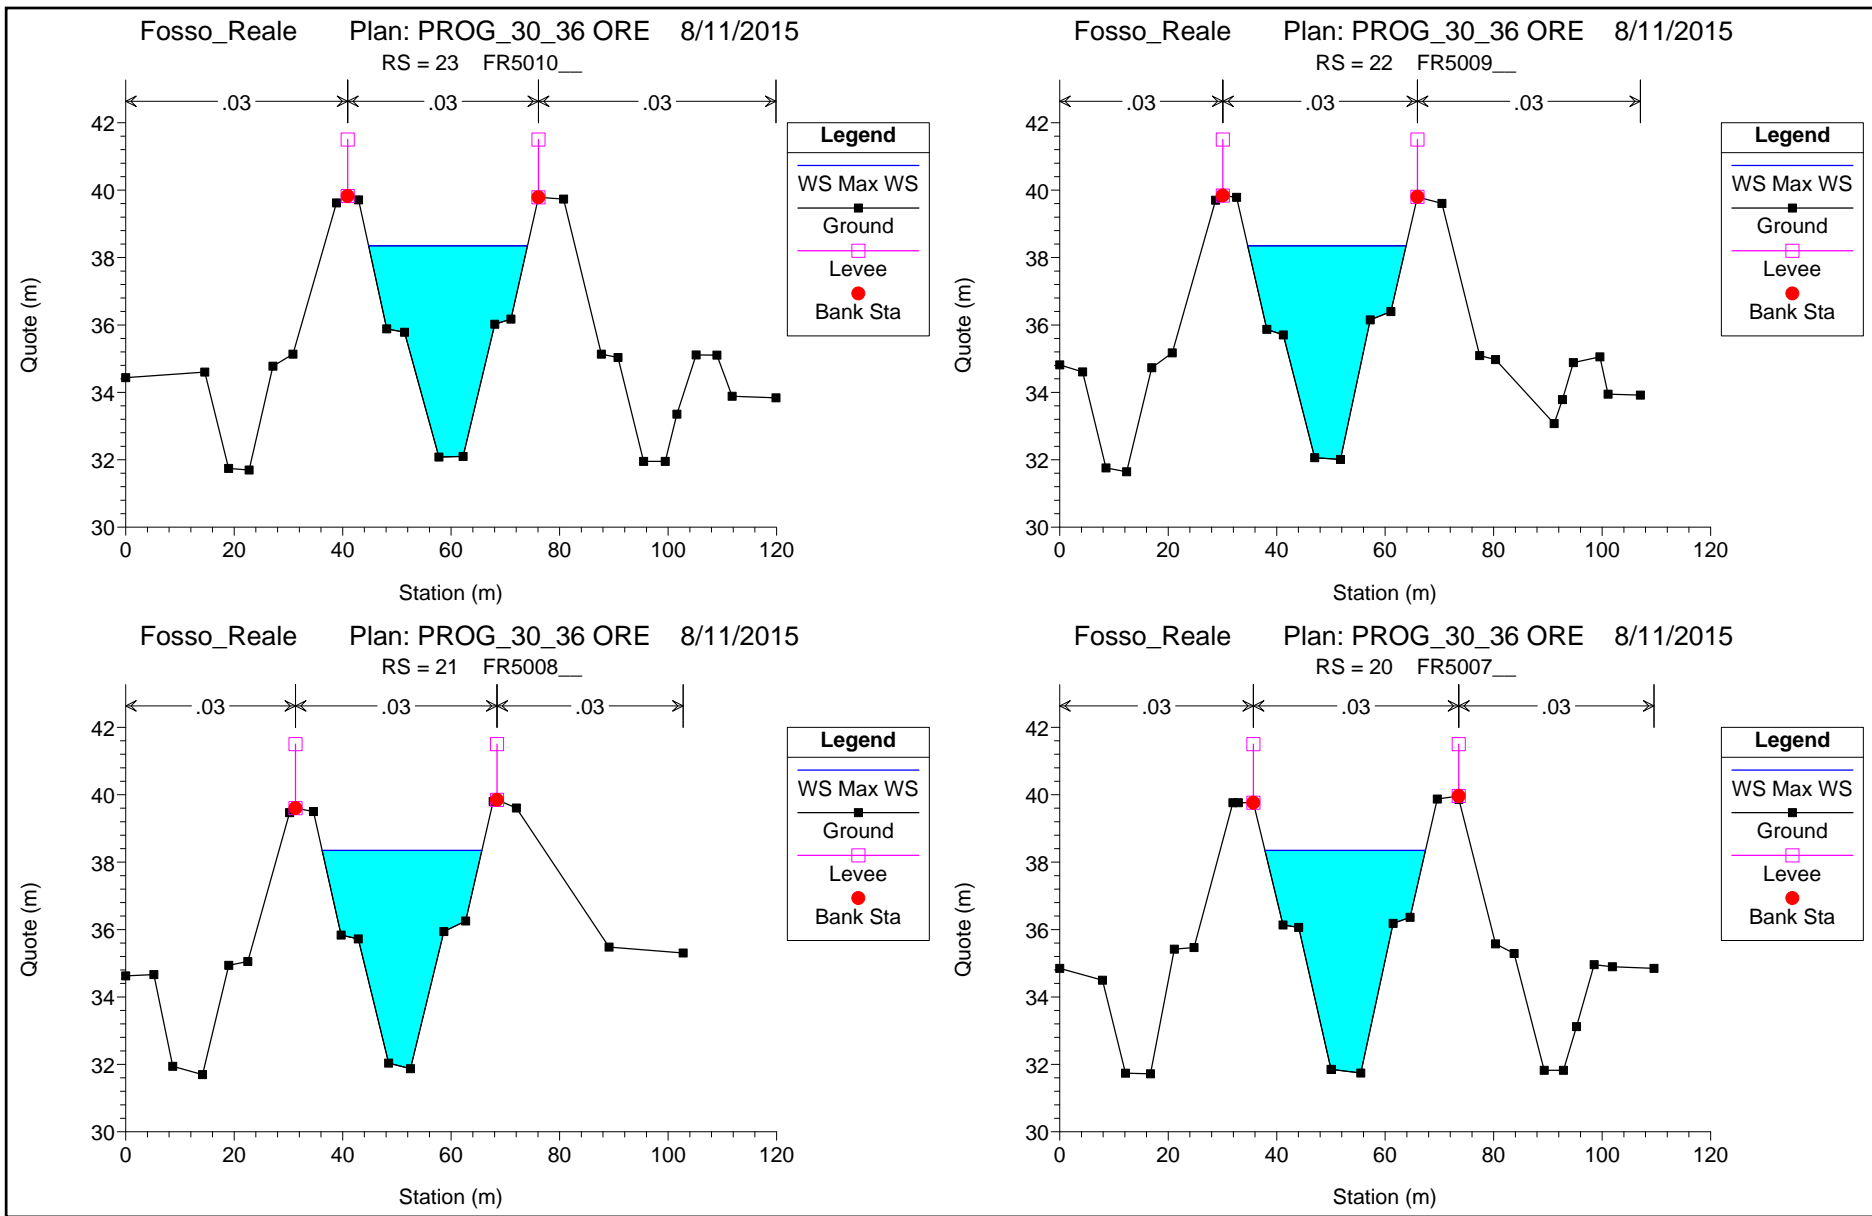 Fosso_Reale Plan: PROG_30_36 ORE 8/11/2015
RS = 23 FR5010__
.03 .03 .03
42
40
38
36
34
32
30
Quote (m)
0 20 40 60 80 100 120
Station (m)
Legend
WS Max WS
Ground
Levee
Bank Sta
Fosso_Reale Plan: PROG_30_36 ORE 8/11/2015
RS = 22 FR5009__
.03 .03 .03
42
40
38
36
34
32
30
Quote (m)
0 20 40 60 80 100 120
Station (m)
Legend
WS Max WS
Ground
Levee
Bank Sta
Fosso_Reale Plan: PROG_30_36 ORE 8/11/2015
RS = 21 FR5008__
.03 .03 .03
42
40
38
36
34
32
30
Quote (m)
0 20 40 60 80 100 120
Station (m)
Legend
WS Max WS
Ground
Levee
Bank Sta
Fosso_Reale Plan: PROG_30_36 ORE 8/11/2015
RS = 20 FR5007__
.03 .03 .03
42
40
38
36
34
32
30
Quote (m)
0 20 40 60 80 100 120
Station (m)
Legend
WS Max WS
Ground
Levee
Bank Sta